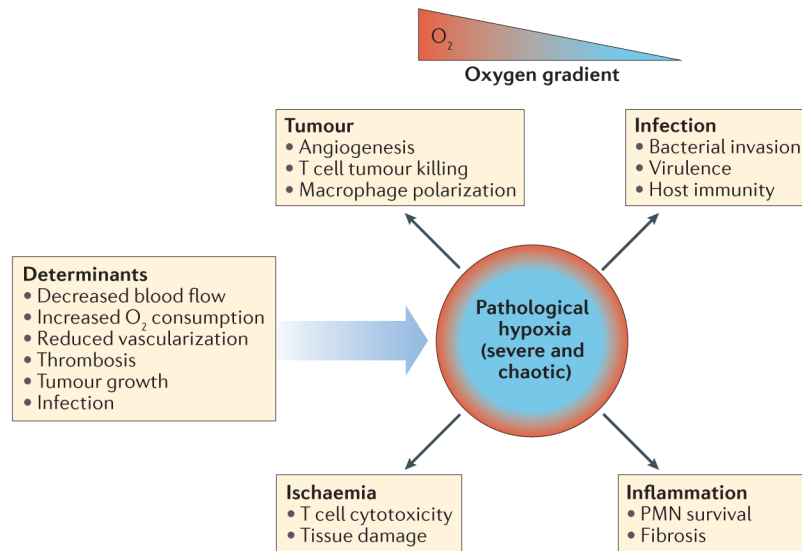 O₂
Oxygen gradient
Tumour
• Angiogenesis
• T cell tumour killing
• Macrophage polarization
Infection
• Bacterial invasion
• Virulence
• Host immunity
Determinants
• Decreased blood flow
• Increased O₂ consumption
• Reduced vascularization
• Thrombosis
• Tumour growth
• Infection
Pathological
hypoxia
(severe and
chaotic)
Ischaemia
• T cell cytotoxicity
• Tissue damage
Inflammation
• PMN survival
• Fibrosis